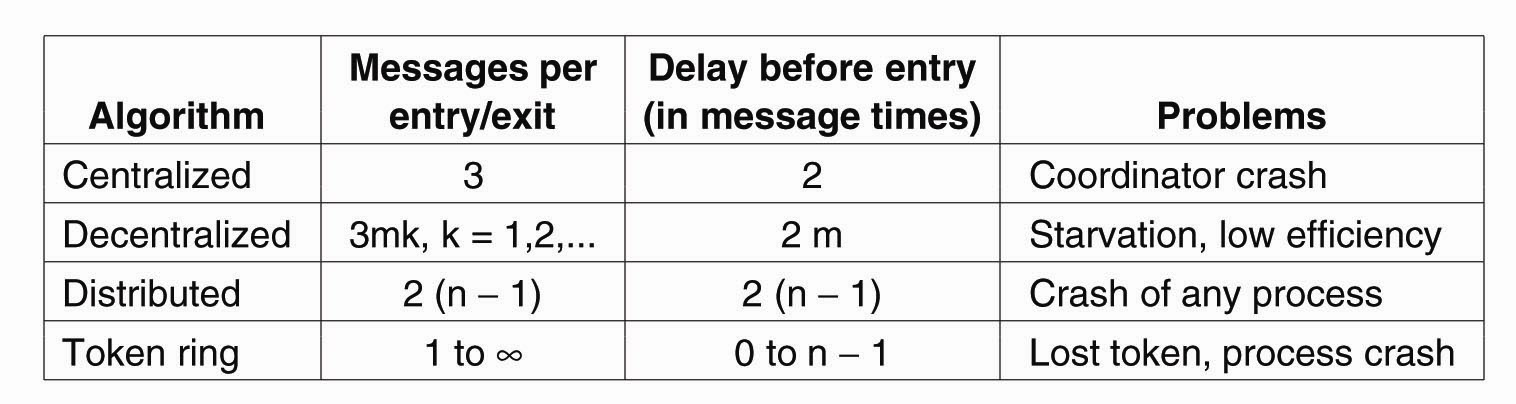 Algorithm | Messages per entry/exit | Delay before entry (in message times) | Problems
Centralized | 3 | 2 | Coordinator crash
Decentralized | 3mk, k = 1,2,... | 2 m | Starvation, low efficiency
Distributed | 2 (n – 1) | 2 (n – 1) | Crash of any process
Token ring | 1 to ∞ | 0 to n – 1 | Lost token, process crash